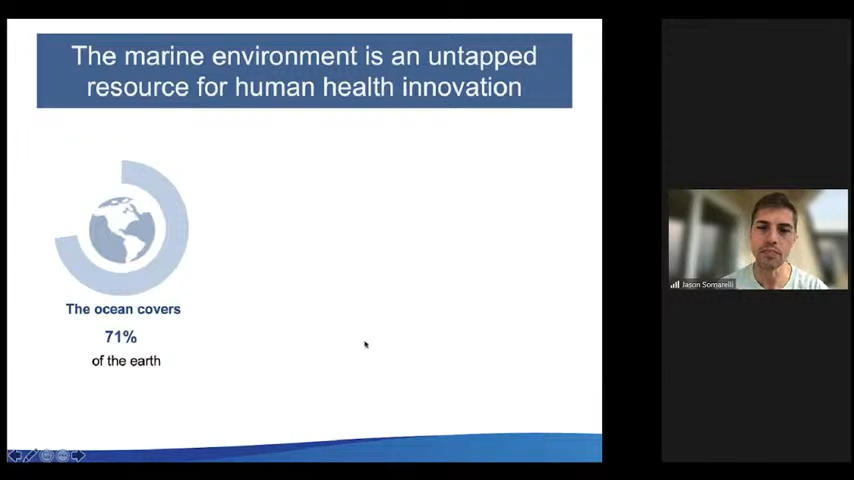 The marine environment is an untapped
resource for human health innovation
The ocean covers
71%
of the earth
Jason Somarelli